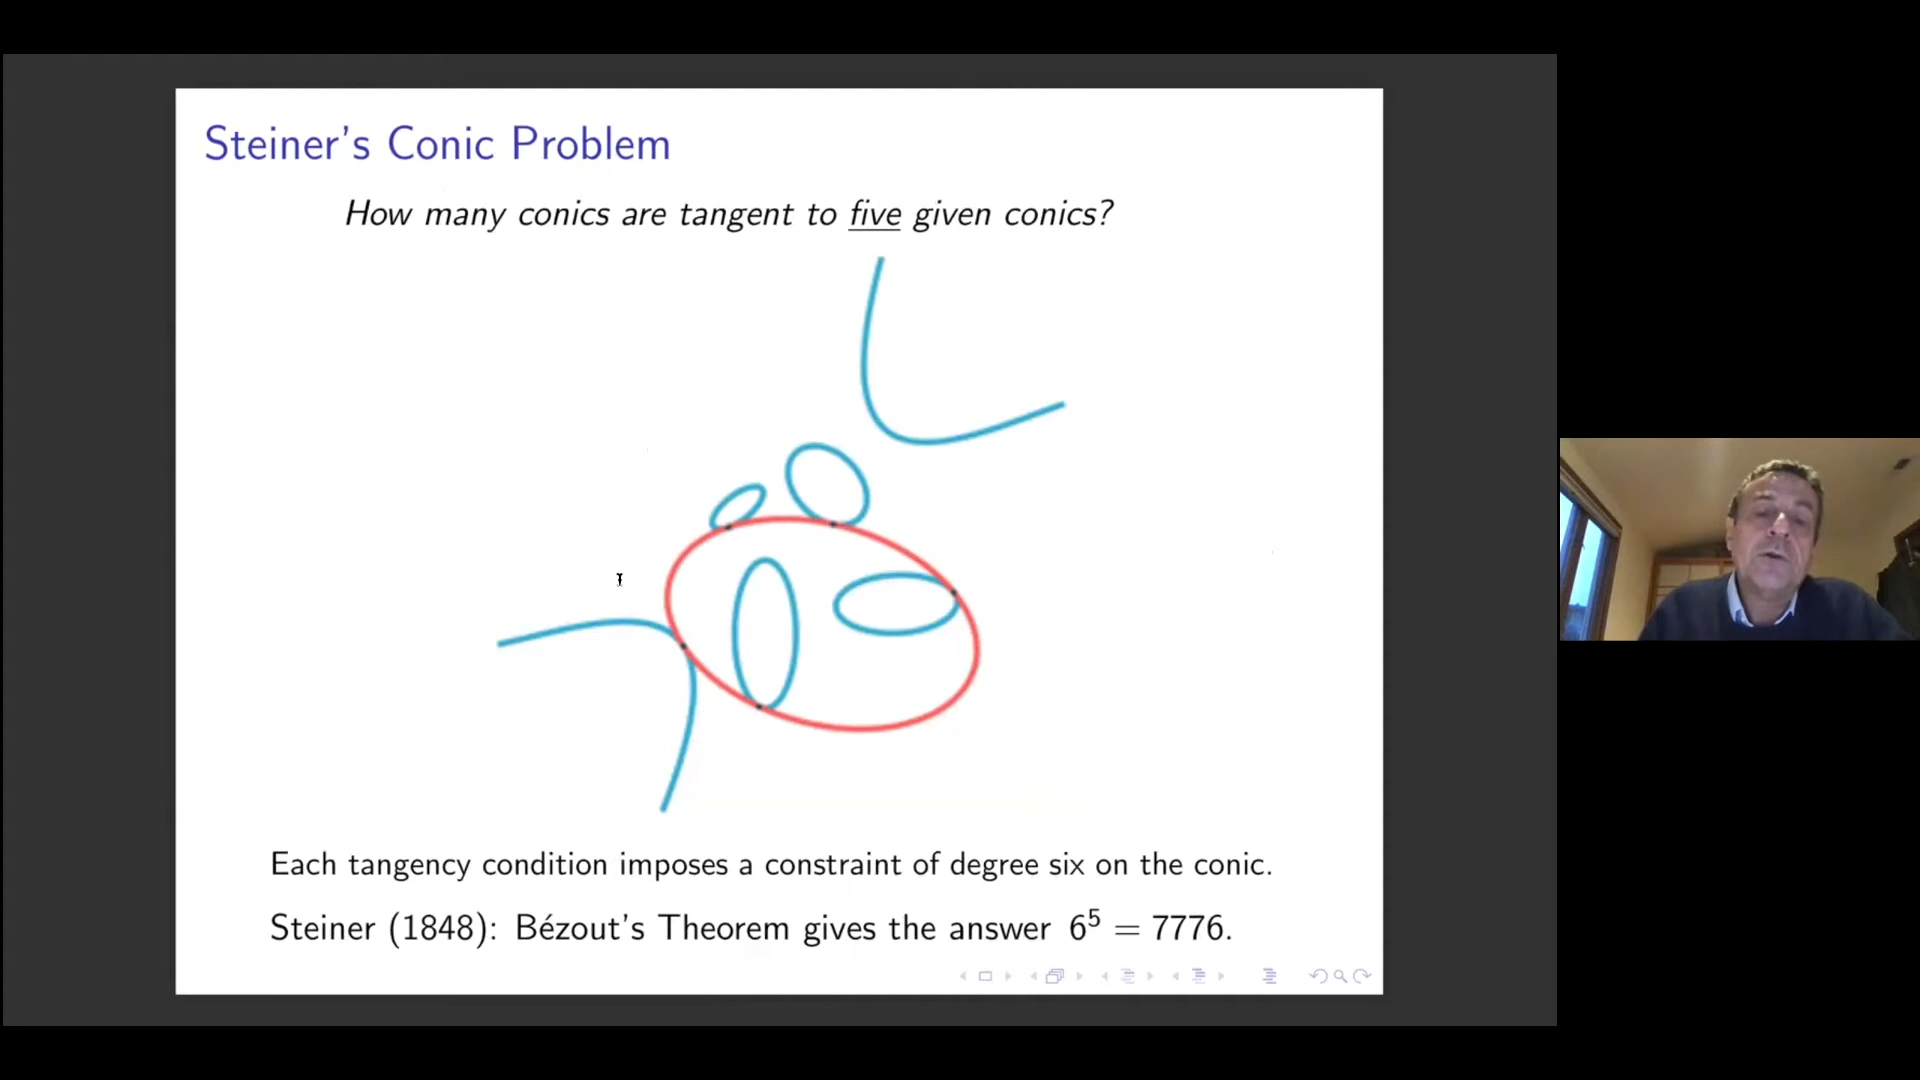 Steiner's Conic Problem
How many conics are tangent to five given conics?
Each tangency condition imposes a constraint of degree six on the conic.
Steiner (1848): Bézout's Theorem gives the answer 6⁵ = 7776.